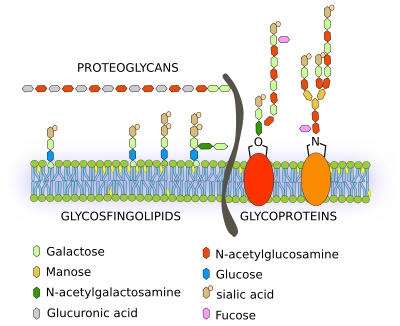 PROTEOGLYCANS
O
N
GLYCOSFINGOLIPIDS
GLYCOPROTEINS
Galactose
Manose
N-acetylgalactosamine
Glucuronic acid
N-acetylglucosamine
Glucose
sialic acid
Fucose